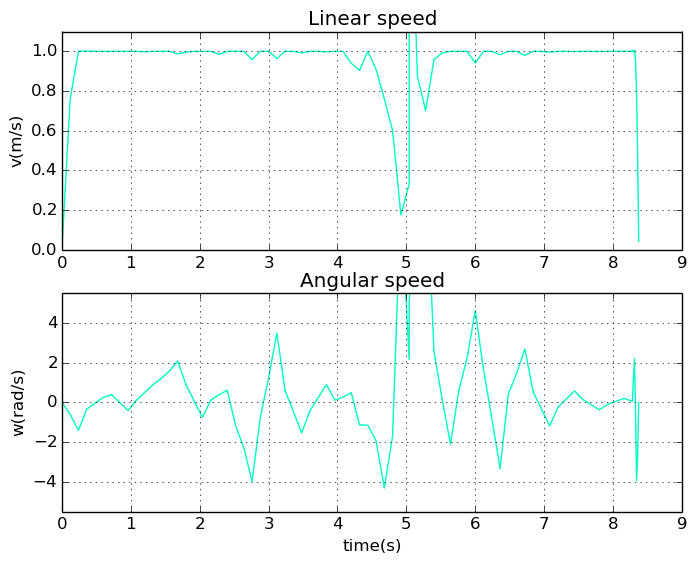 Linear speed
1.0
0.8
0.6
0.4
0.2
0.0
v(m/s)
0 1 2 3 4 5 6 7 8 9
Angular speed
4
2
0
−2
−4
w(rad/s)
0 1 2 3 4 5 6 7 8 9
time(s)